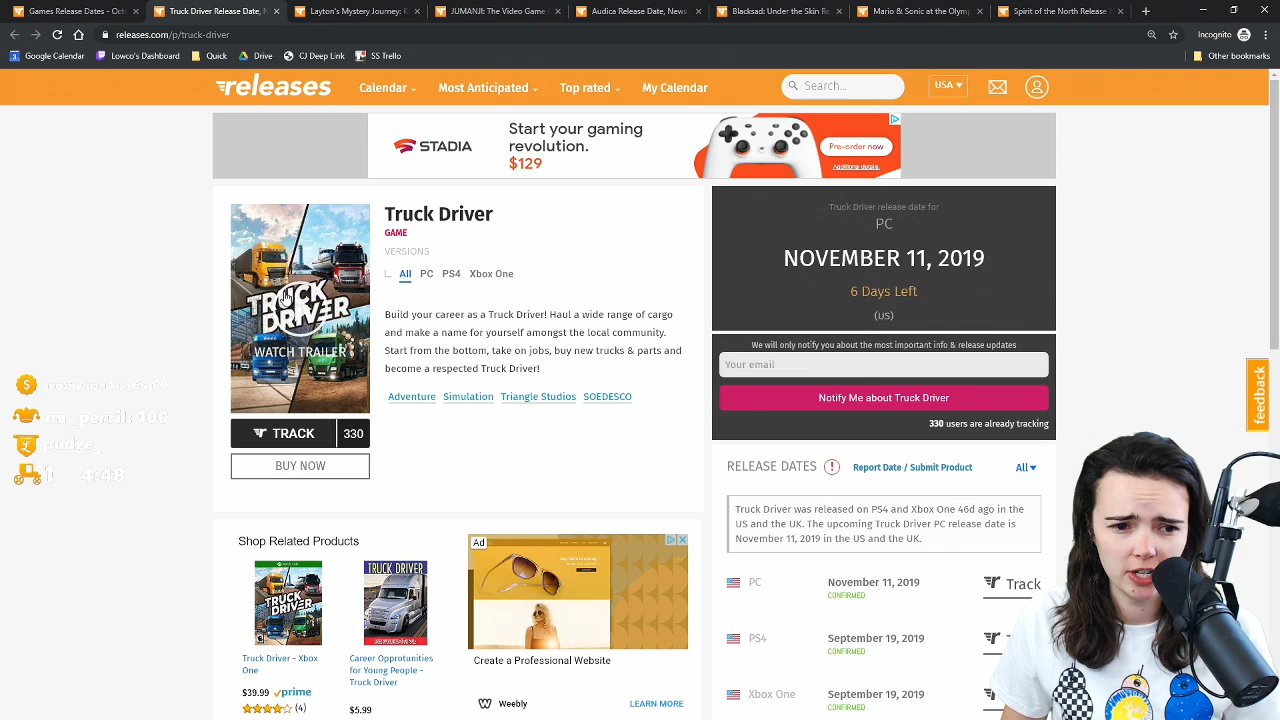 Games Release Dates - Octob
Truck Driver Release Date,
Layton's Mystery Journey: K
JUMANJI: The Video Game
Audica Release Date, News
Blacksad: Under the Skin Re
Mario & Sonic at the Olymp
Spirit of the North Release D
releases.com/p/truck-driver
Incognito
Google Calendar
Lowco's Updates
Quick
Drive
CJ Deep Link
SS Trello
Other bookmarks
releases
Calendar
Most Anticipated
Top rated
My Calendar
Search...
USA
STADIA
Start your gaming
revolution.
$129
Pre-order now
Additional details.
TRUCK
DRIVER
WATCH TRAILER
TRACK 330
BUY NOW
Truck Driver
GAME
VERSIONS
All PC PS4 Xbox One
Build your career as a Truck Driver! Haul a wide range of cargo
and make a name for yourself amongst the local community.
Start from the bottom, take on jobs, buy new trucks & parts and
become a respected Truck Driver!
Adventure Simulation Triangle Studios SOEDESCO
Truck Driver release date for
PC
NOVEMBER 11, 2019
6 Days Left
(US)
We will only notify you about the most important info & release updates
Your email
Notify Me about Truck Driver
330 users are already tracking
feedback
RELEASE DATES
Report Date / Submit Product
All
Truck Driver was released on PS4 and Xbox One 46d ago in the
US and the UK. The upcoming Truck Driver PC release date is
November 11, 2019 in the US and the UK.
PC November 11, 2019 Track
CONFIRMED
PS4 September 19, 2019
CONFIRMED
Xbox One September 19, 2019
CONFIRMED
mr_pencil: 100
pudge_
1 4:48
Shop Related Products
TRUCK DRIVER
Truck Driver - Xbox
One
$39.99 prime
(4)
Career Opprotunities
for Young People -
Truck Driver
$5.99
Ad
Create a Professional Website
Weebly
LEARN MORE